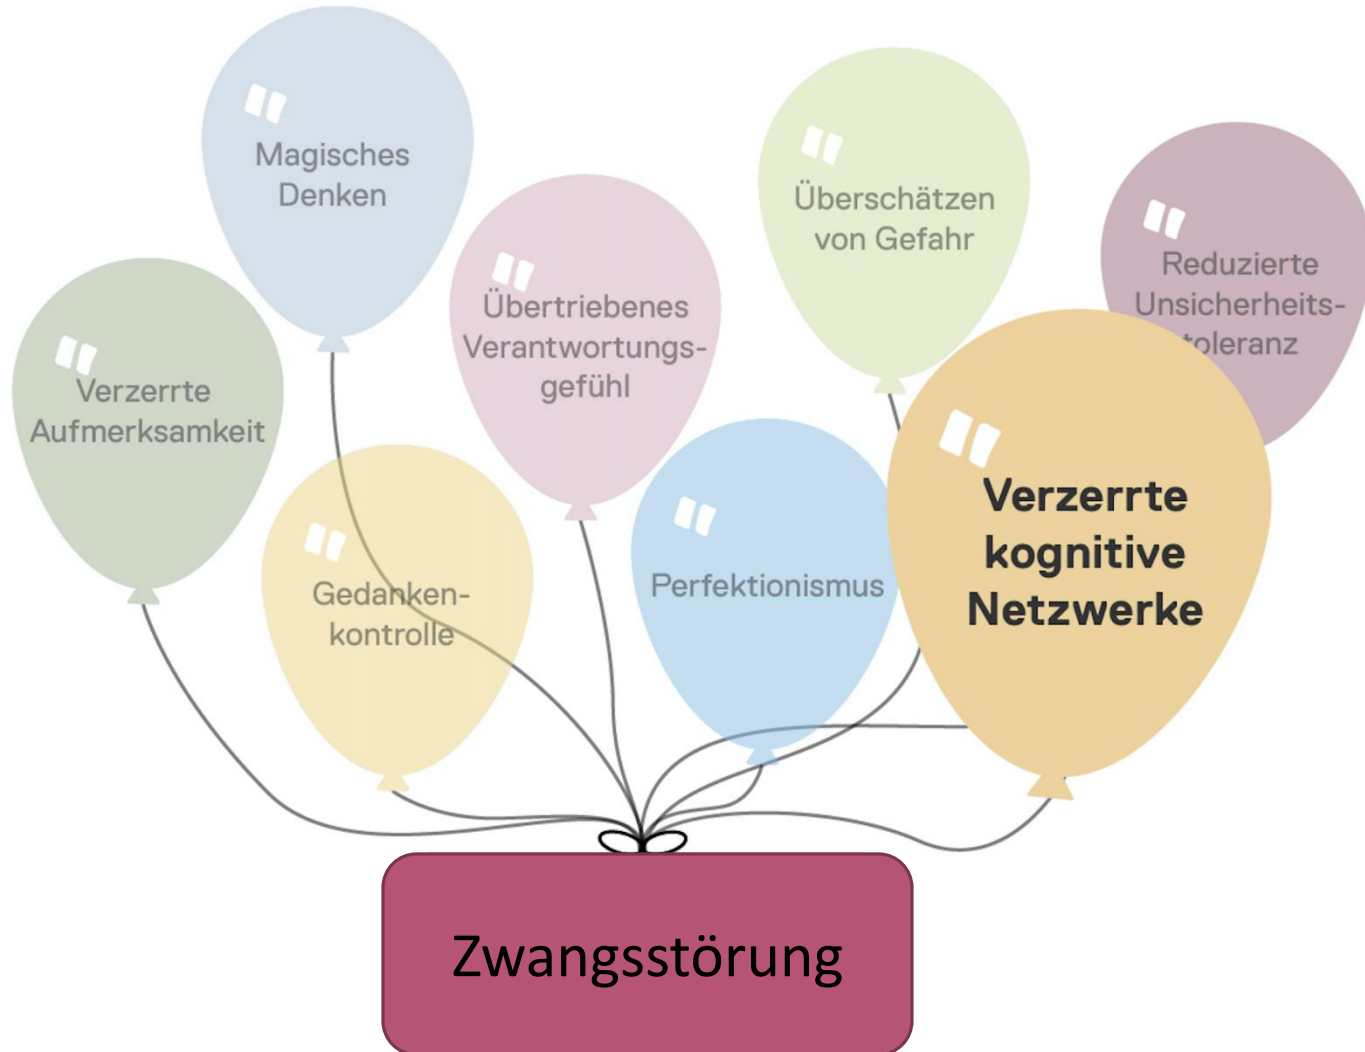 Magisches
Denken
Überschätzen
von Gefahr
Reduzierte
Unsicherheits-
toleranz
Übertriebenes
Verantwortungs-
gefühl
Verzerrte
Aufmerksamkeit
Verzerrte
kognitive
Netzwerke
Gedanken-
kontrolle
Perfektionismus
Zwangsstörung